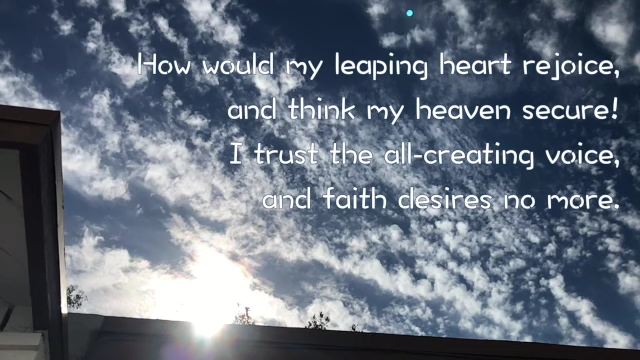 How would my leaping heart rejoice,
and think my heaven secure!
I trust the all-creating voice,
and faith desires no more.